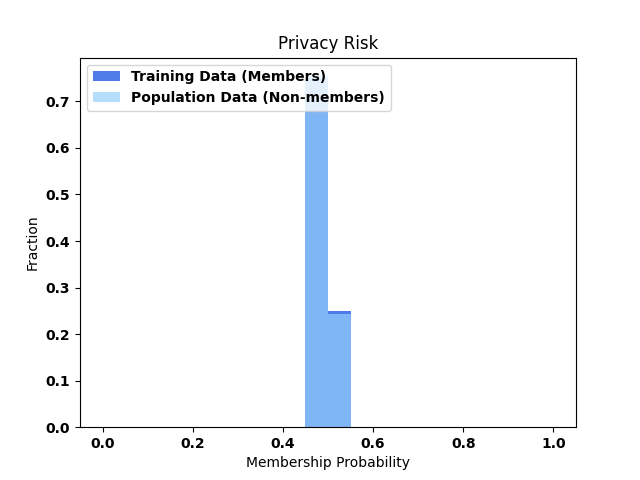 Privacy Risk
Training Data (Members)
Population Data (Non-members)
0.7
0.6
0.5
0.4
0.3
0.2
0.1
0.0
Fraction
0.0 0.2 0.4 0.6 0.8 1.0
Membership Probability